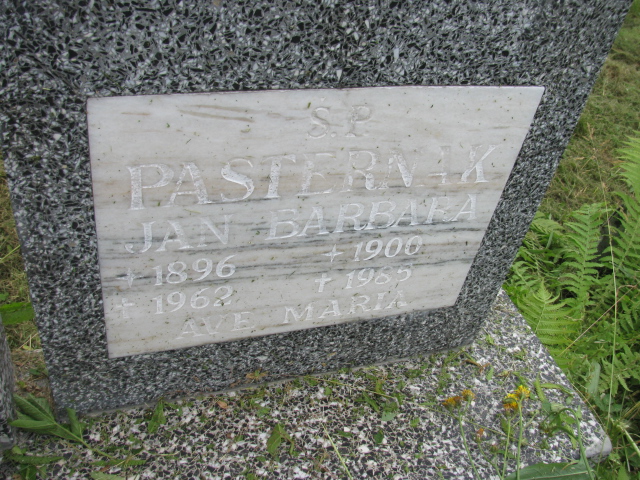 Ś.P.
PASTERNAK
JAN BARBARA
+ 1896 + 1900
+ 1962 + 1965
AVE MARIA